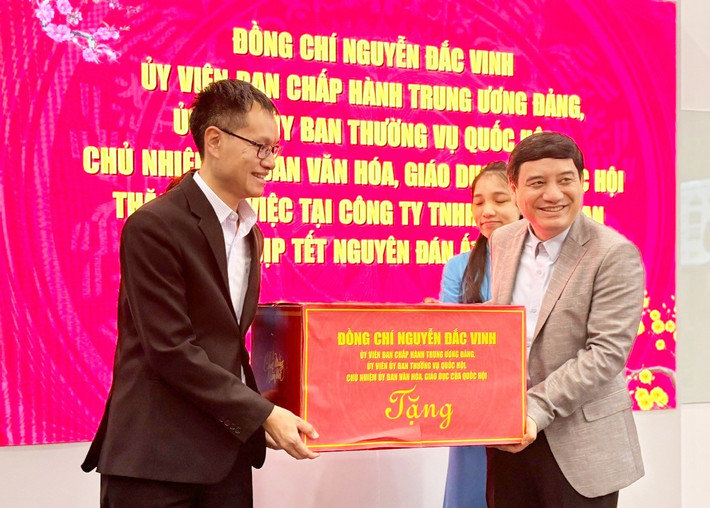 ĐỒNG CHÍ NGUYỄN ĐẮC VINH
ỦY VIÊN BAN CHẤP HÀNH TRUNG ƯƠNG ĐẢNG,
BAN THƯỜNG VỤ QUỐC
CHỦ VĂN HÓA, GIÁO DỤC HỘI
VIỆC TẠI CÔNG TY TNHH
TẾT NGUYÊN ĐÁN
ĐỒNG CHÍ NGUYỄN ĐẮC VINH
ỦY VIÊN BAN CHẤP HÀNH TRUNG ƯƠNG ĐẢNG,
ỦY VIÊN ỦY BAN THƯỜNG VỤ QUỐC HỘI,
CHỦ NHIỆM ỦY BAN VĂN HÓA, GIÁO DỤC CỦA QUỐC HỘI
Tặng